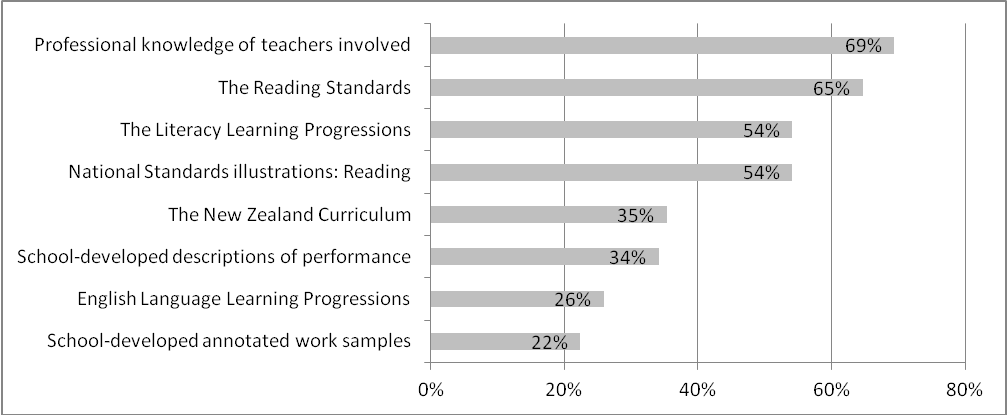 Professional knowledge of teachers involved 69%
The Reading Standards 65%
The Literacy Learning Progressions 54%
National Standards illustrations: Reading 54%
The New Zealand Curriculum 35%
School-developed descriptions of performance 34%
English Language Learning Progressions 26%
School-developed annotated work samples 22%
0% 20% 40% 60% 80%